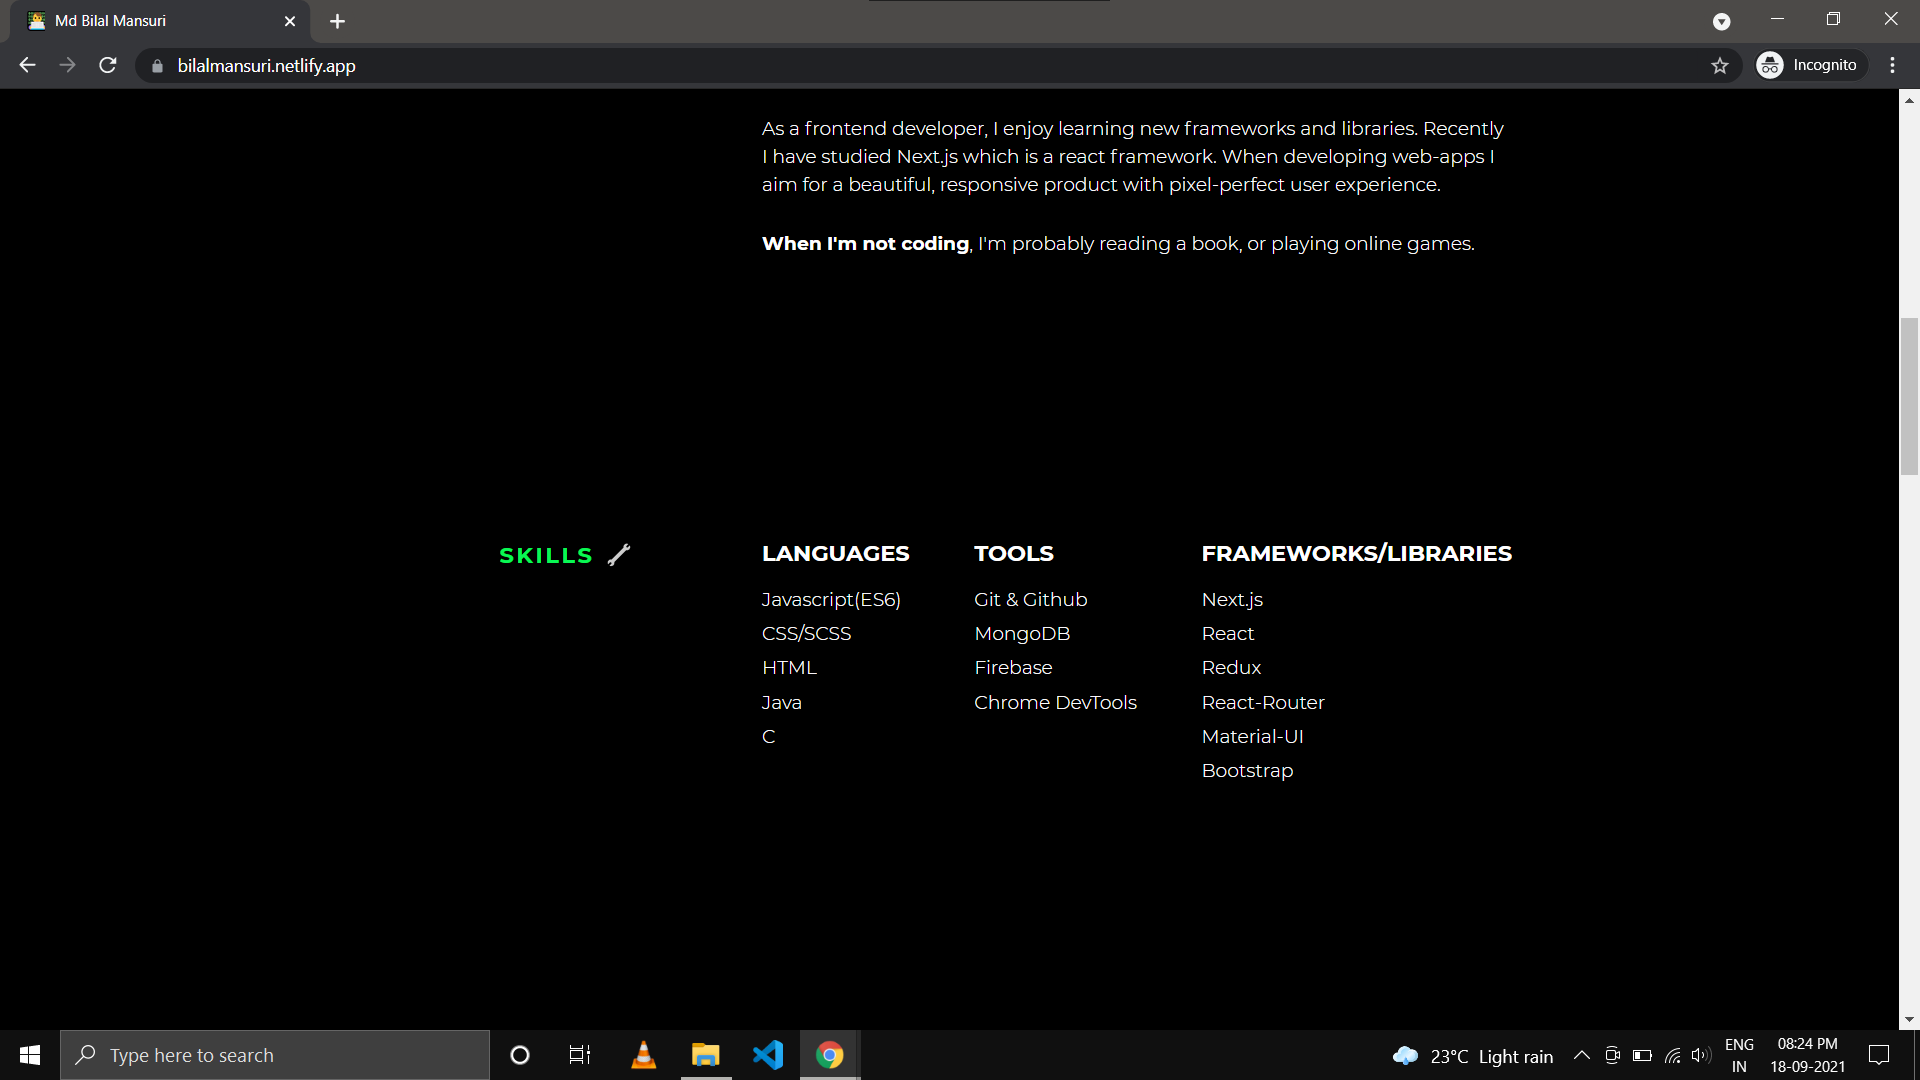 Md Bilal Mansuri
bilalmansuri.netlify.app
Incognito
As a frontend developer, I enjoy learning new frameworks and libraries. Recently
I have studied Next.js which is a react framework. When developing web-apps I
aim for a beautiful, responsive product with pixel-perfect user experience.
When I'm not coding, I'm probably reading a book, or playing online games.
SKILLS
LANGUAGES
Javascript(ES6)
CSS/SCSS
HTML
Java
C
TOOLS
Git & Github
MongoDB
Firebase
Chrome DevTools
FRAMEWORKS/LIBRARIES
Next.js
React
Redux
React-Router
Material-UI
Bootstrap
Type here to search
23°C Light rain
ENG
IN
08:24 PM
18-09-2021